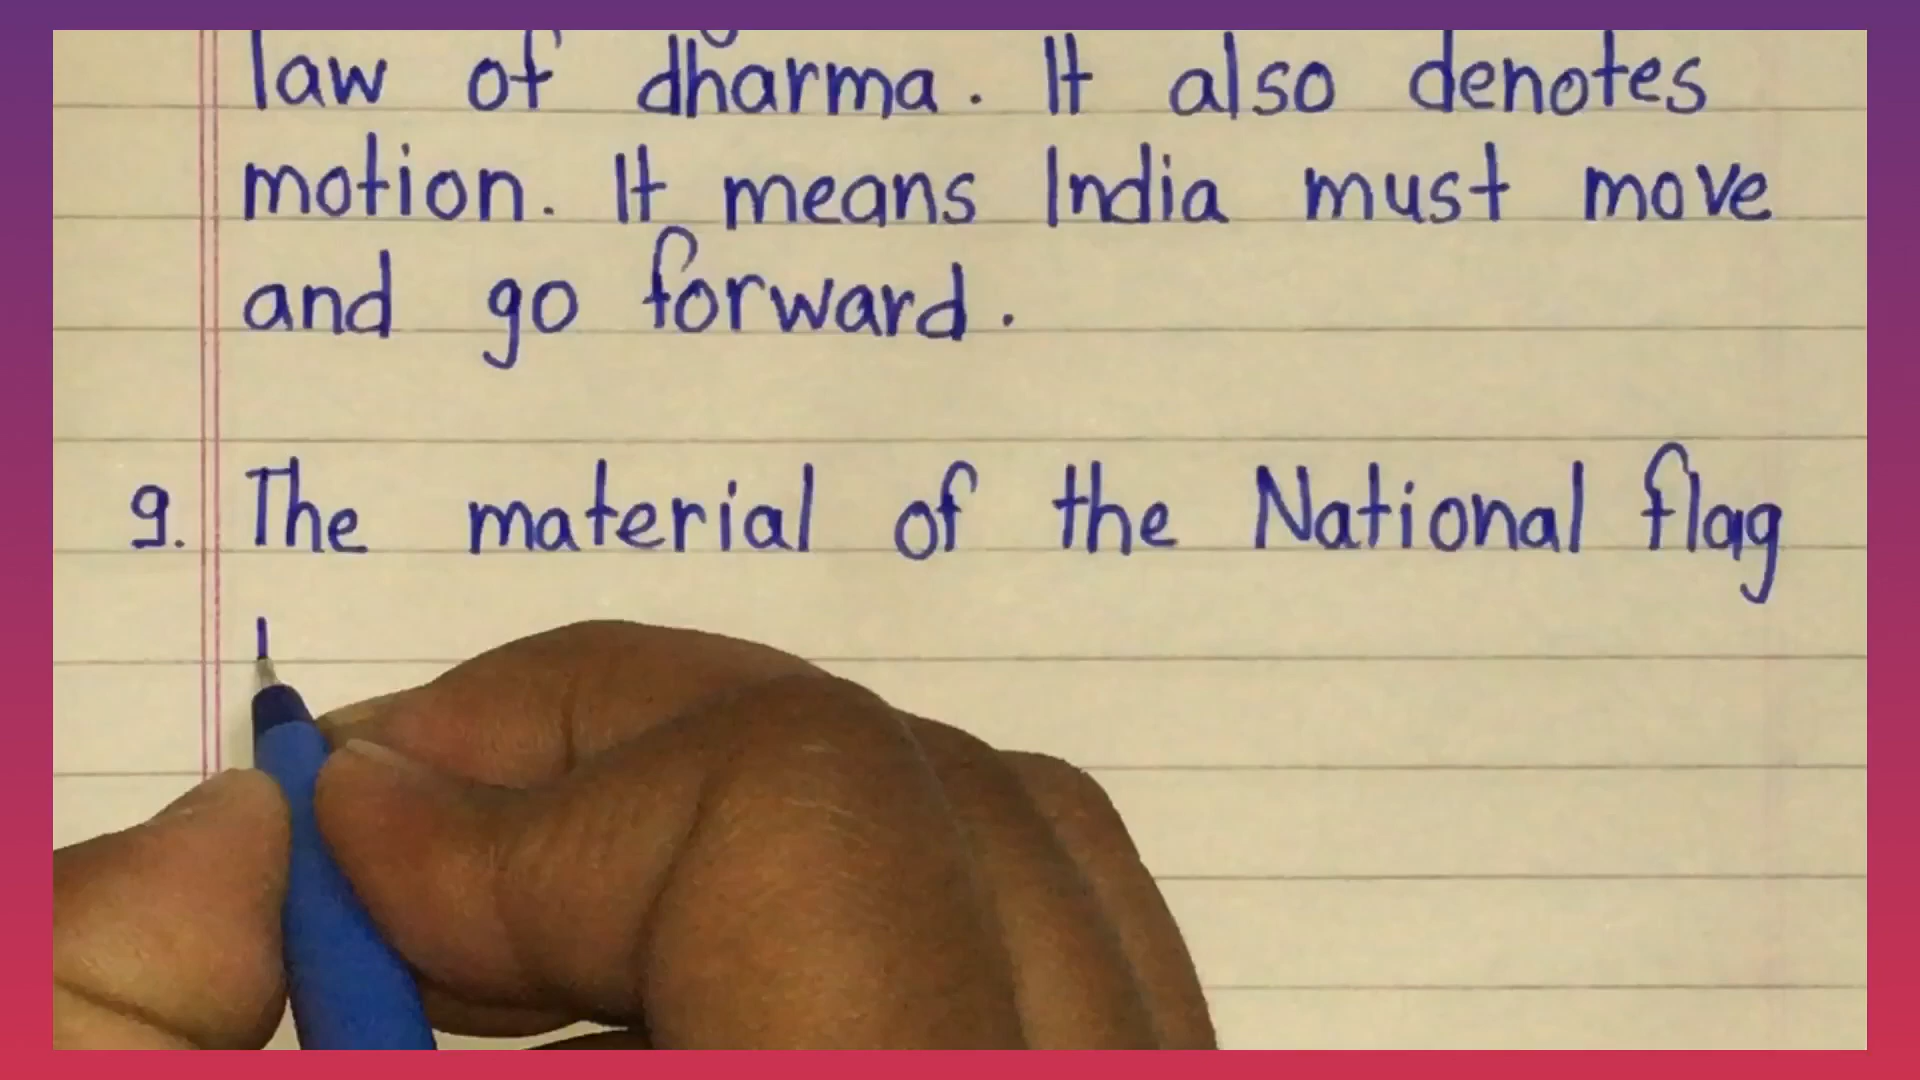 law of dharma. It also denotes
motion. It means India must move
and go forward.
9. The material of the National flag